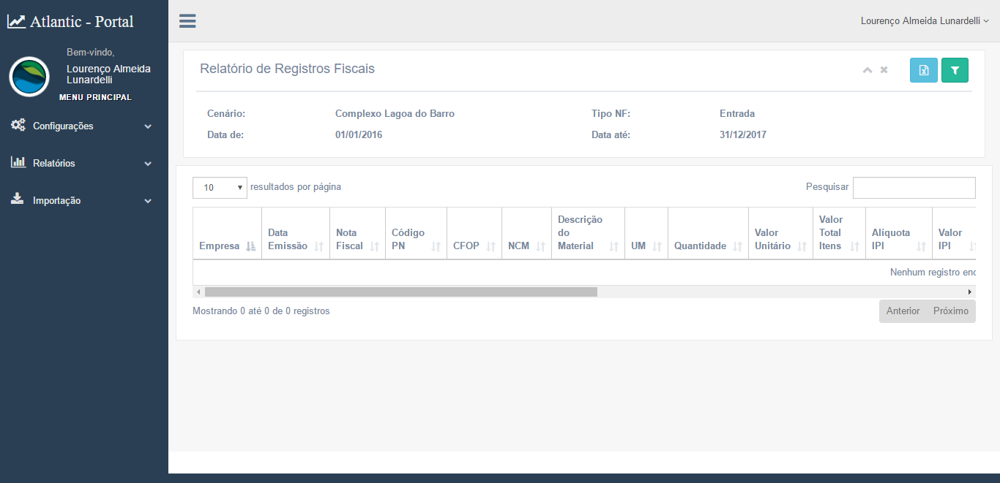 Atlantic - Portal
Lourenço Almeida Lunardelli
Bem-vindo,
Lourenço Almeida
Lunardelli
MENU PRINCIPAL
Configurações
Relatórios
Importação
Relatório de Registros Fiscais
Cenário: Complexo Lagoa do Barro Tipo NF: Entrada
Data de: 01/01/2016 Data até: 31/12/2017
10 resultados por página Pesquisar
Empresa
Data
Emissão
Nota
Fiscal
Código
PN
CFOP
NCM
Descrição
do
Material
UM
Quantidade
Valor
Unitário
Valor
Total
Itens
Alíquota
IPI
Valor
IPI
Nenhum registro enc
Mostrando 0 até 0 de 0 registros
Anterior Próximo